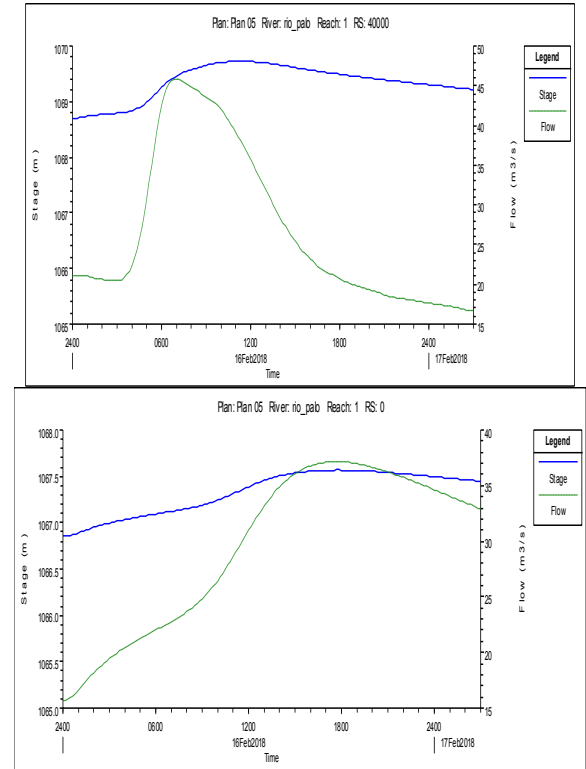 Plan: Plan 05 River: rio_palo Reach: 1 RS: 40000
1070
1069
1068
1067
1066
1065
Stage (m)
50
45
40
35
30
25
20
15
Flow (m3/s)
2400 0600 1200 1800 2400
16Feb2018 17Feb2018
Time
Legend
Stage
Flow
Plan: Plan 05 River: rio_palo Reach: 1 RS: 0
1068.0
1067.5
1067.0
1066.5
1066.0
1065.5
1065.0
Stage (m)
40
35
30
25
20
15
Flow (m3/s)
2400 0600 1200 1800 2400
16Feb2018 17Feb2018
Time
Legend
Stage
Flow